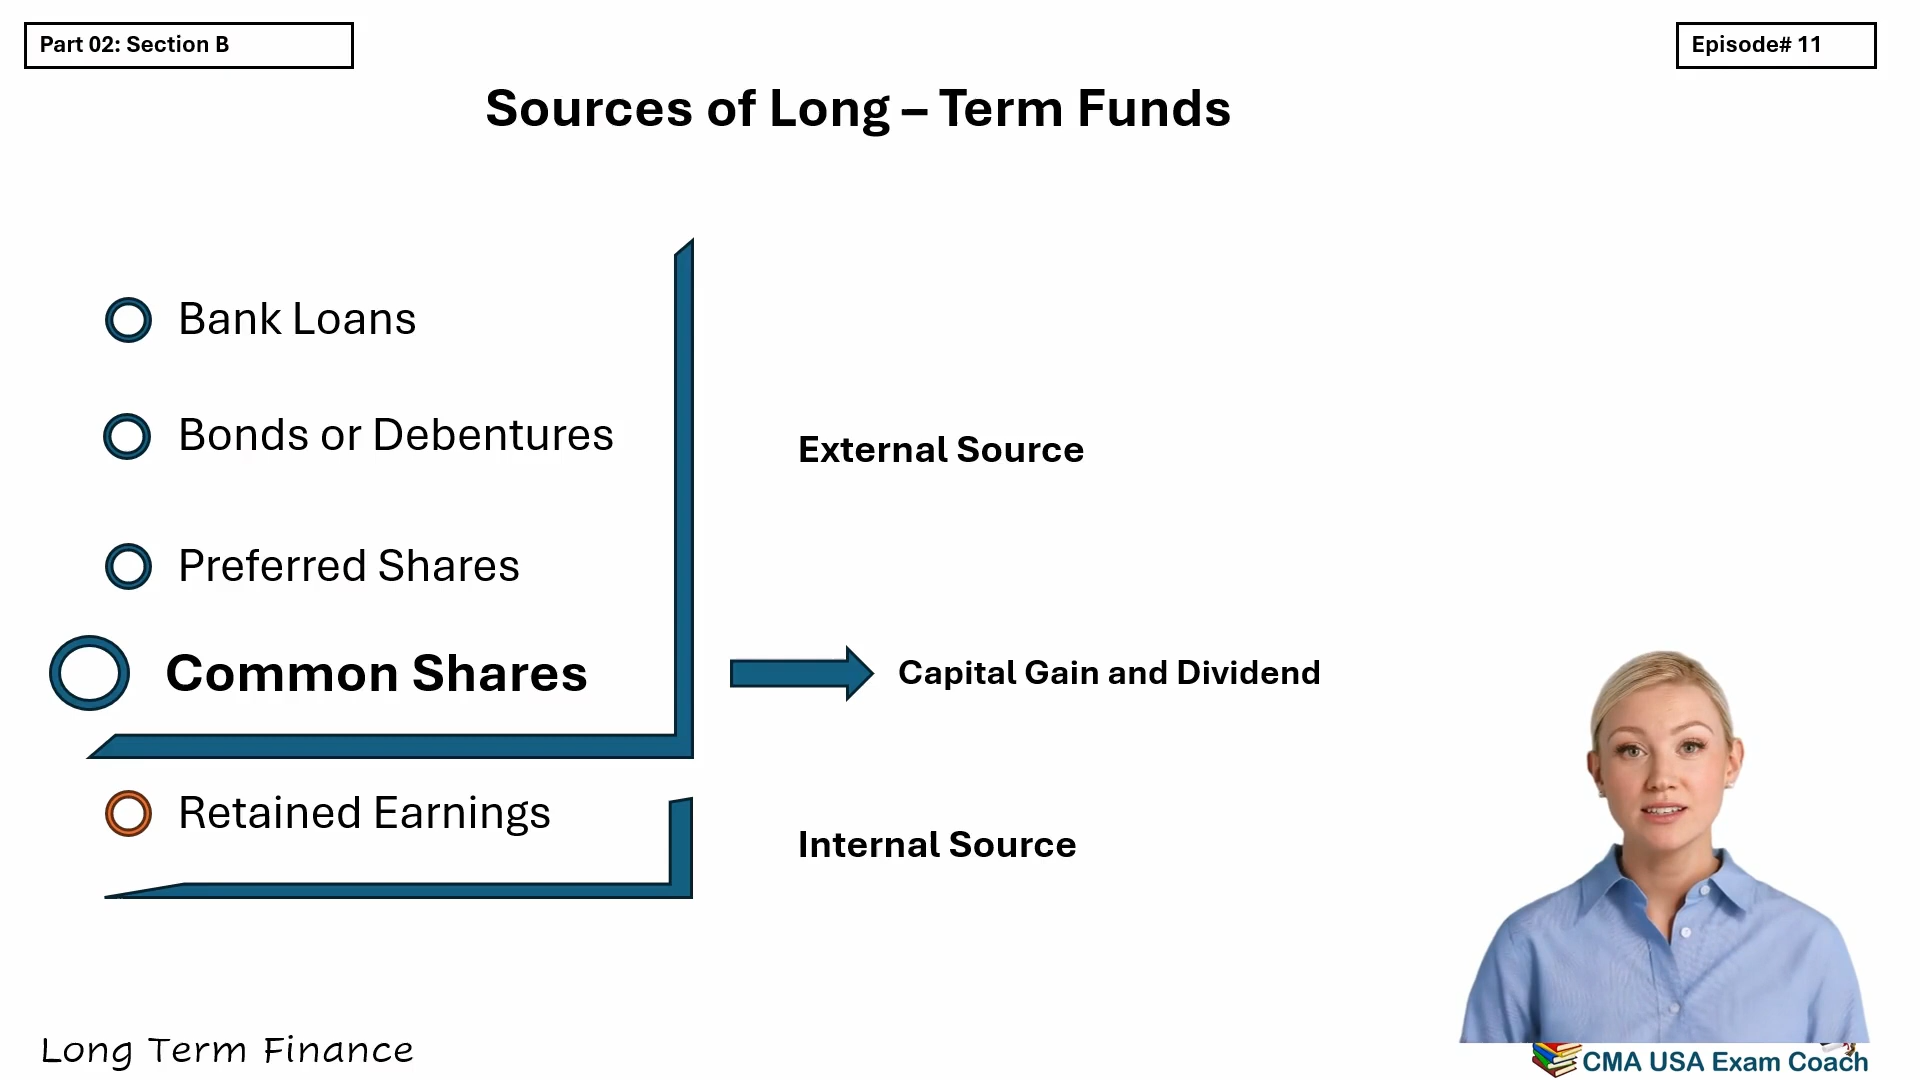 Part 02: Section B
Episode# 11
Sources of Long – Term Funds
Bank Loans
Bonds or Debentures
External Source
Preferred Shares
Common Shares
Capital Gain and Dividend
Retained Earnings
Internal Source
Long Term Finance
CMA USA Exam Coach